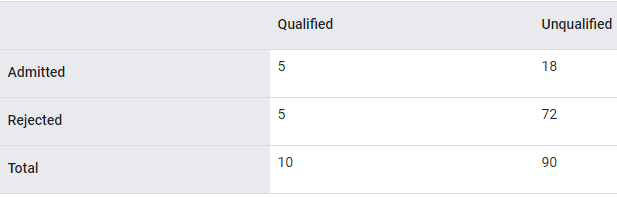 Qualified Unqualified
Admitted 5 18
Rejected 5 72
Total 10 90